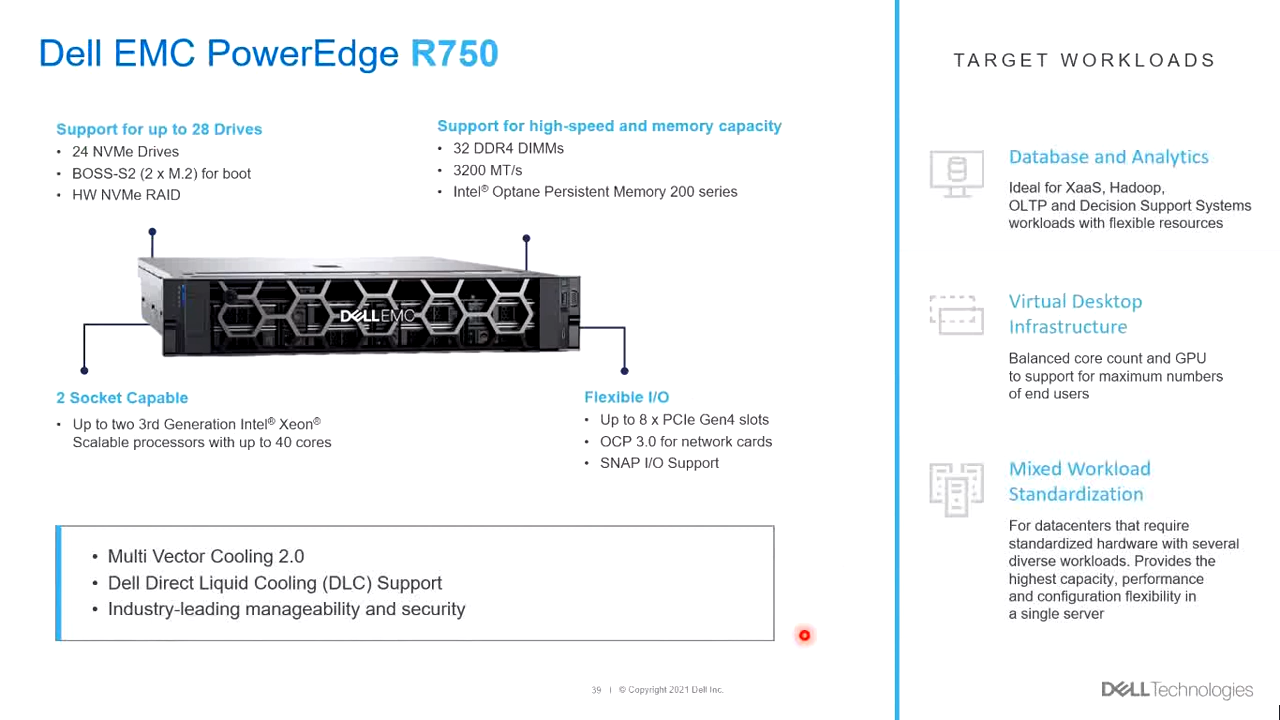 Dell EMC PowerEdge R750
Support for up to 28 Drives
• 24 NVMe Drives
• BOSS-S2 (2 x M.2) for boot
• HW NVMe RAID
Support for high-speed and memory capacity
• 32 DDR4 DIMMs
• 3200 MT/s
• Intel® Optane Persistent Memory 200 series
DELLEMC
2 Socket Capable
• Up to two 3rd Generation Intel® Xeon®
Scalable processors with up to 40 cores
Flexible I/O
• Up to 8 x PCIe Gen4 slots
• OCP 3.0 for network cards
• SNAP I/O Support
• Multi Vector Cooling 2.0
• Dell Direct Liquid Cooling (DLC) Support
• Industry-leading manageability and security
39 | © Copyright 2021 Dell Inc.
TARGET WORKLOADS
Database and Analytics
Ideal for XaaS, Hadoop,
OLTP and Decision Support Systems
workloads with flexible resources
Virtual Desktop
Infrastructure
Balanced core count and GPU
to support for maximum numbers
of end users
Mixed Workload
Standardization
For datacenters that require
standardized hardware with several
diverse workloads. Provides the
highest capacity, performance
and configuration flexibility in
a single server
DELLTechnologies